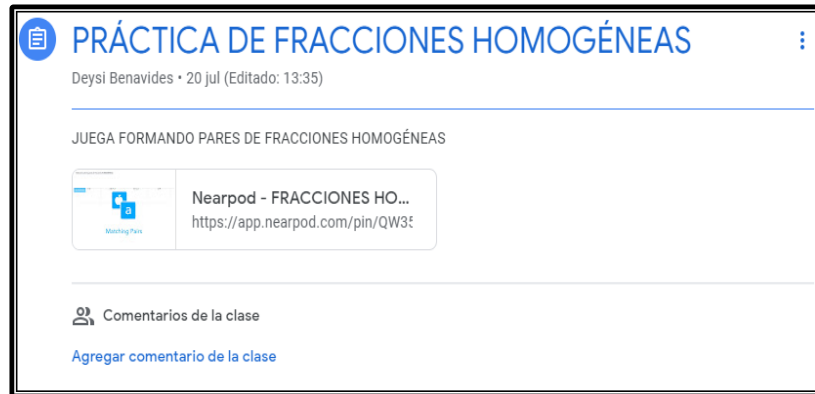 PRÁCTICA DE FRACCIONES HOMOGÉNEAS
Deysi Benavides • 20 jul (Editado: 13:35)
JUEGA FORMANDO PARES DE FRACCIONES HOMOGÉNEAS
a
Matching Pairs
Nearpod - FRACCIONES HO...
https://app.nearpod.com/pin/QW35
Comentarios de la clase
Agregar comentario de la clase